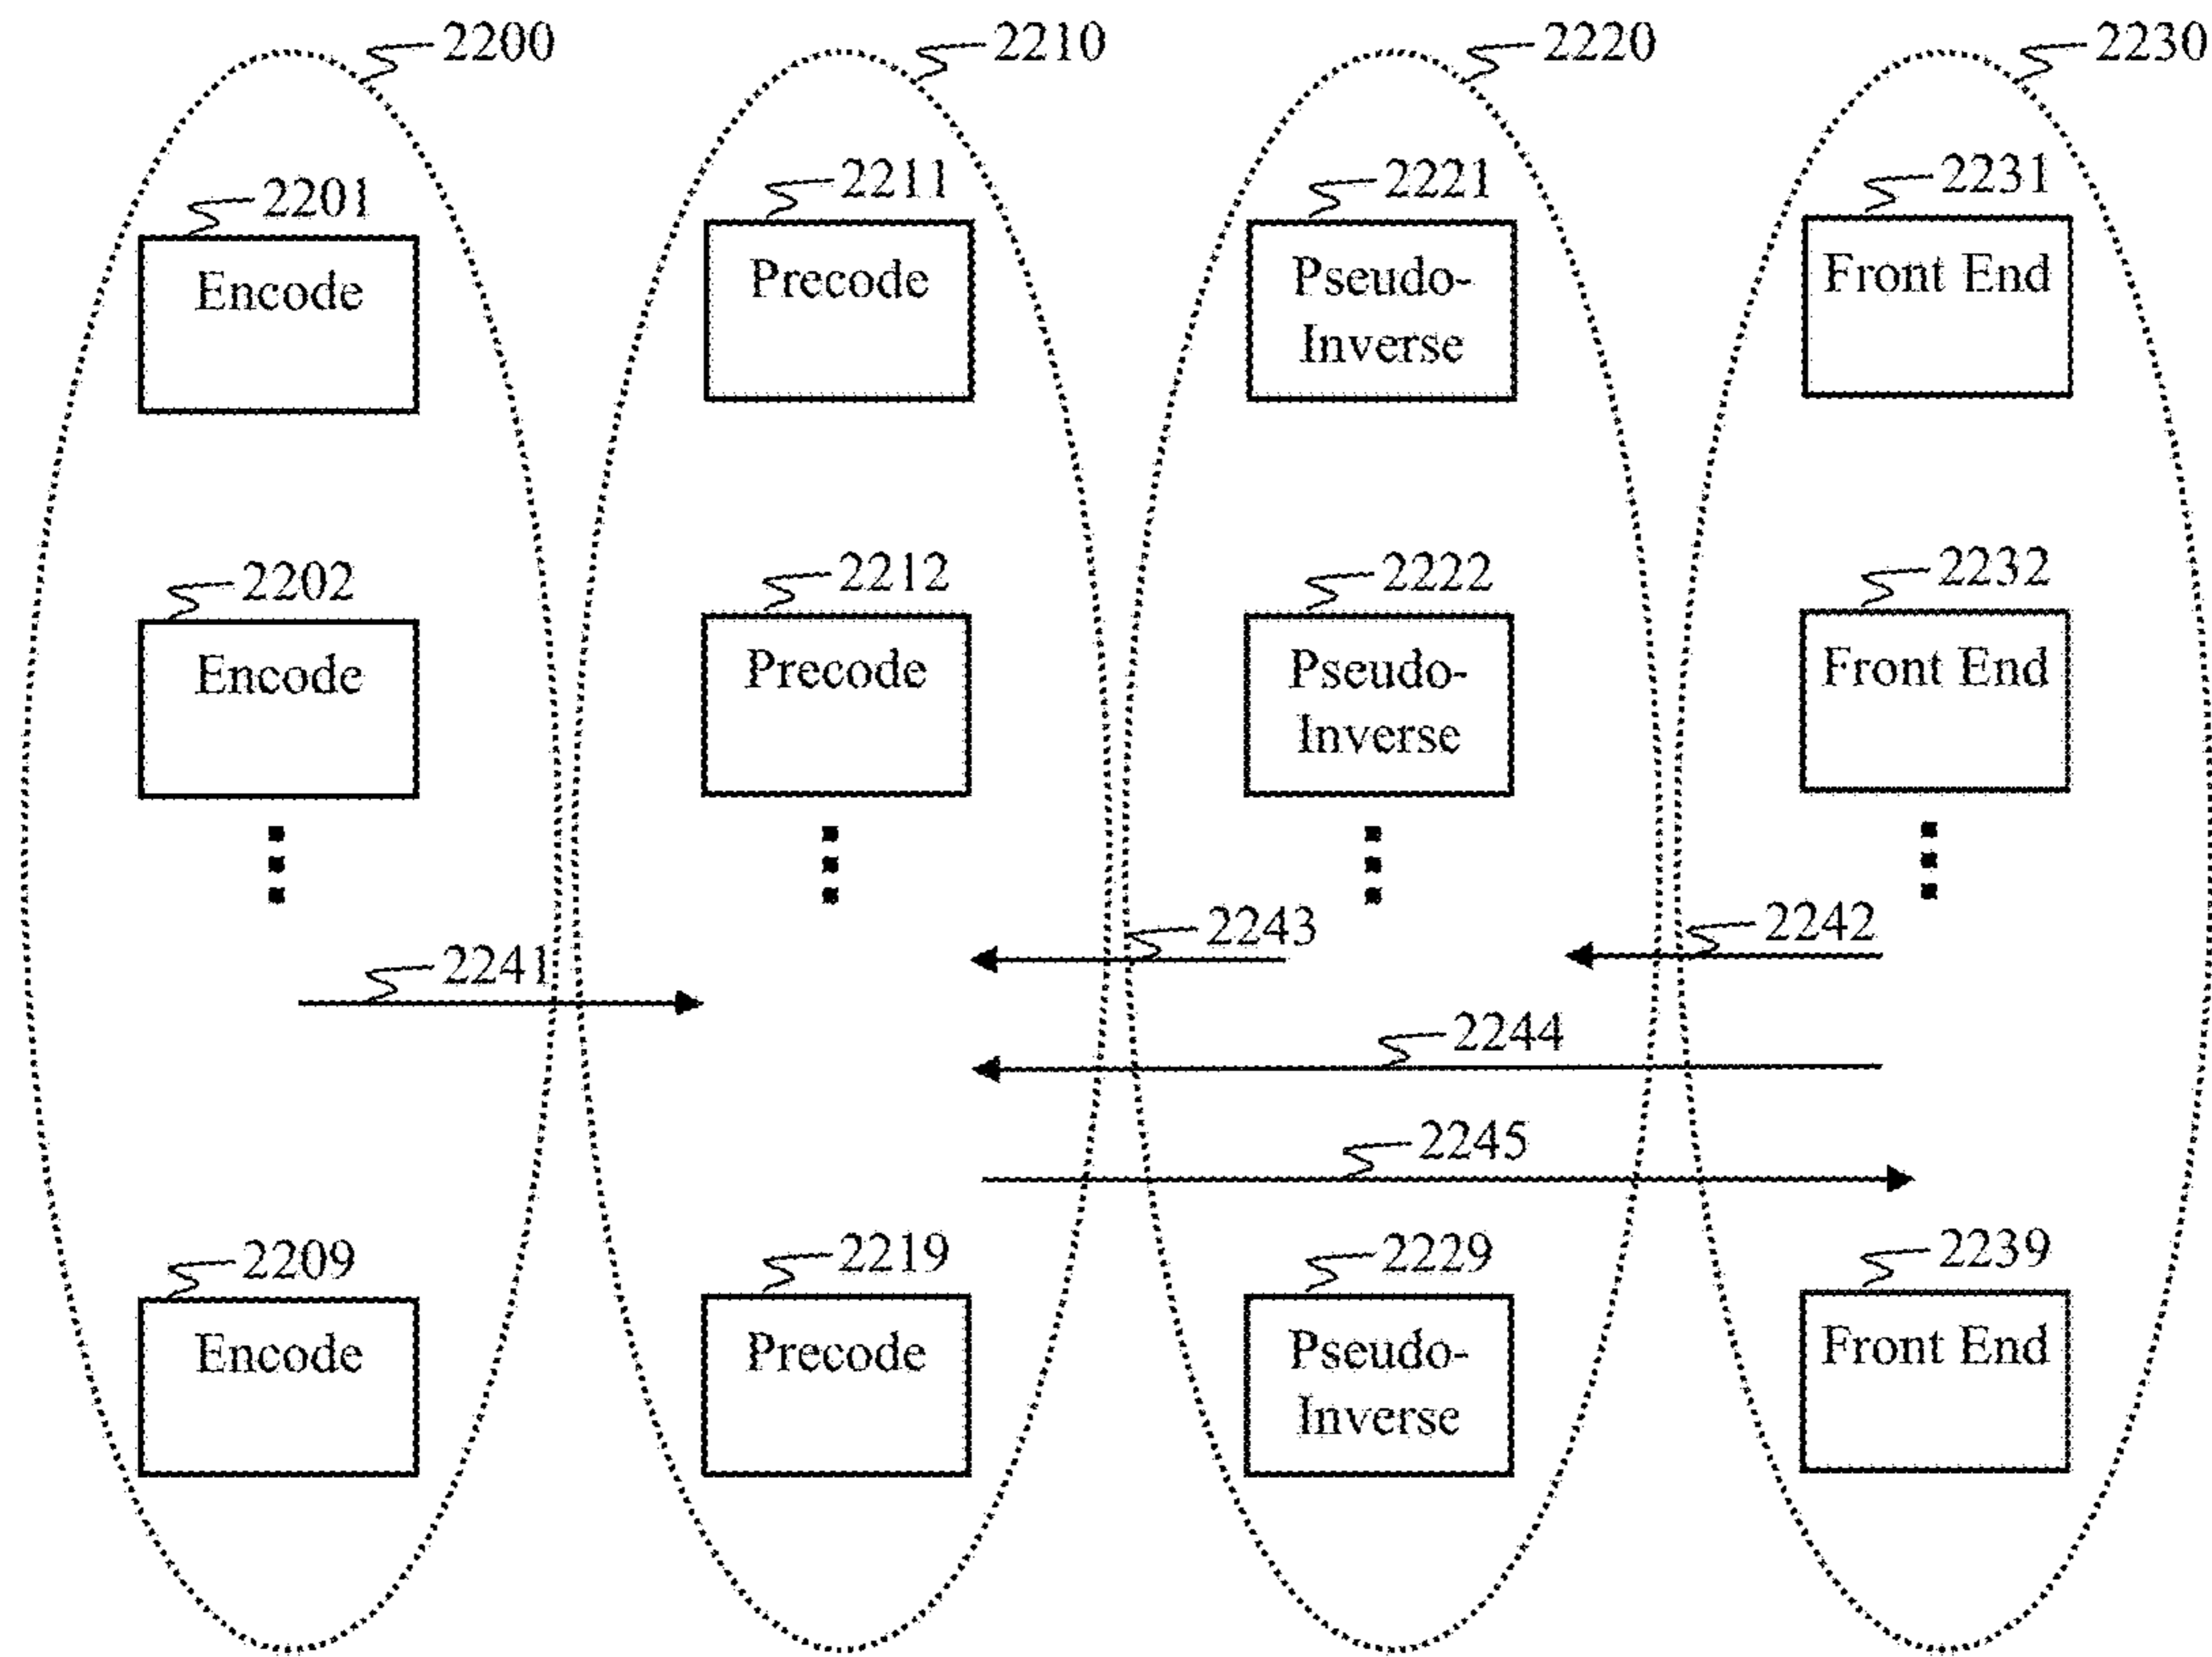 2200
2210
2220
2230
2201
2211
2221
2231
Encode
Precode
Pseudo-
Inverse
Front End
2202
2212
2222
2232
Encode
Precode
Pseudo-
Inverse
Front End
2243
2242
2241
2244
2245
2209
2219
2229
2239
Encode
Precode
Pseudo-
Inverse
Front End